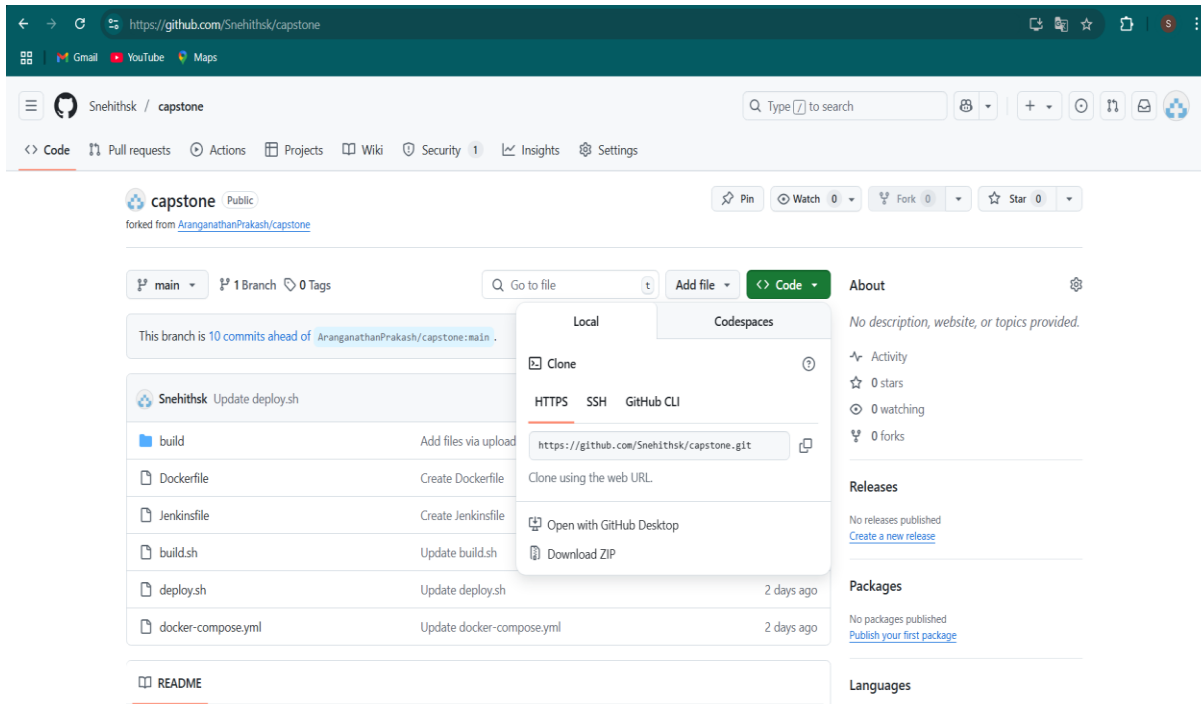 https://github.com/Snehithsk/capstone
S
Gmail YouTube Maps
Snehithsk / capstone
Type / to search
Code Pull requests Actions Projects Wiki Security 1 Insights Settings
capstone Public
Pin Watch 0 Fork 0 Star 0
forked from AranganathanPrakash/capstone
main 1 Branch 0 Tags
Go to file t
Add file
Code
This branch is 10 commits ahead of AranganathanPrakash/capstone:main .
Local Codespaces
Clone
HTTPS SSH GitHub CLI
https://github.com/Snehithsk/capstone.git
Clone using the web URL.
Open with GitHub Desktop
Download ZIP
Snehithsk Update deploy.sh
build Add files via upload
Dockerfile Create Dockerfile
Jenkinsfile Create Jenkinsfile
build.sh Update build.sh
deploy.sh Update deploy.sh 2 days ago
docker-compose.yml Update docker-compose.yml 2 days ago
README
About
No description, website, or topics provided.
Activity
0 stars
0 watching
0 forks
Releases
No releases published
Create a new release
Packages
No packages published
Publish your first package
Languages